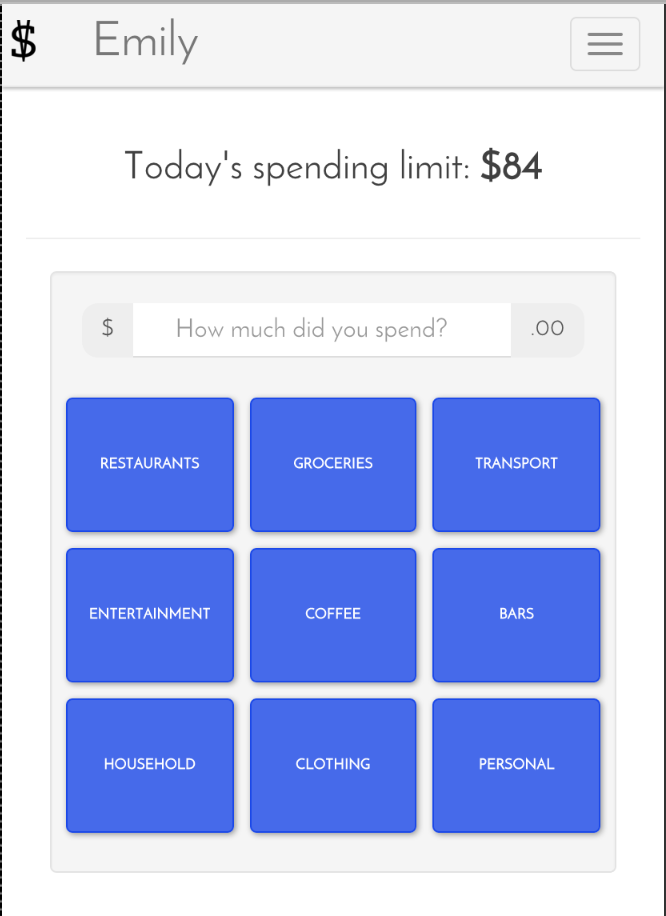 $ Emily
Today's spending limit: $84
$ How much did you spend? .00
RESTAURANTS GROCERIES TRANSPORT
ENTERTAINMENT COFFEE BARS
HOUSEHOLD CLOTHING PERSONAL